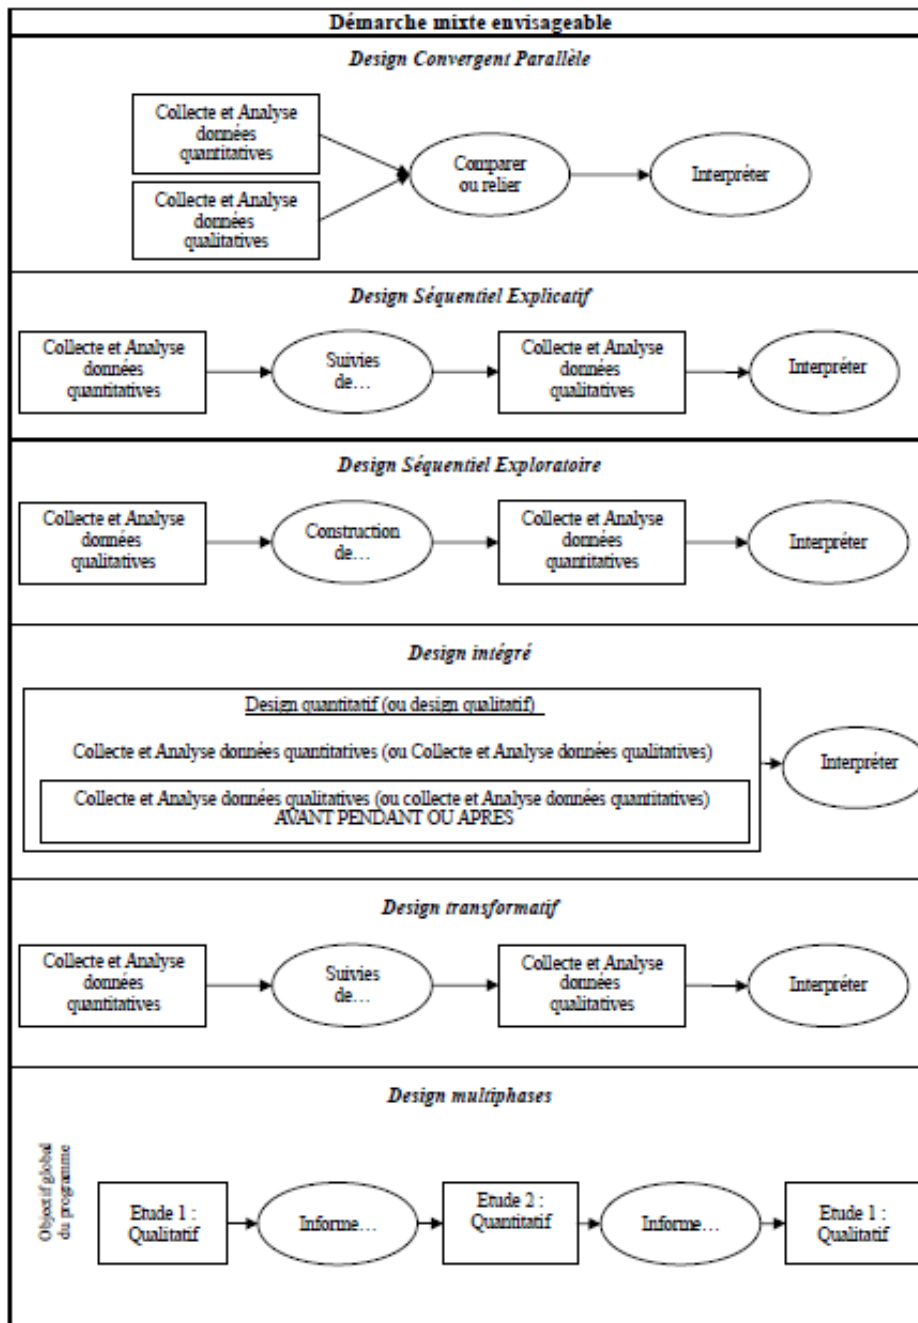 Démarche mixte envisageable
Design Convergent Parallèle
Collecte et Analyse
données
quantitatives
Collecte et Analyse
données
qualitatives
Comparer
ou relier
Interpréter
Design Séquentiel Explicatif
Collecte et Analyse
données
quantitatives
Suivies
de…
Collecte et Analyse
données
qualitatives
Interpréter
Design Séquentiel Exploratoire
Collecte et Analyse
données
qualitatives
Construction
de…
Collecte et Analyse
données
quantitatives
Interpréter
Design intégré
Design quantitatif (ou design qualitatif)
Collecte et Analyse données quantitatives (ou Collecte et Analyse données qualitatives)
Collecte et Analyse données qualitatives (ou collecte et Analyse données quantitatives)
AVANT PENDANT OU APRES
Interpréter
Design transformatif
Collecte et Analyse
données
quantitatives
Suivies
de…
Collecte et Analyse
données
qualitatives
Interpréter
Design multiphases
Objectif global
du programme
Etude 1 :
Qualitatif
Informe…
Etude 2 :
Quantitatif
Informe…
Etude 1 :
Qualitatif